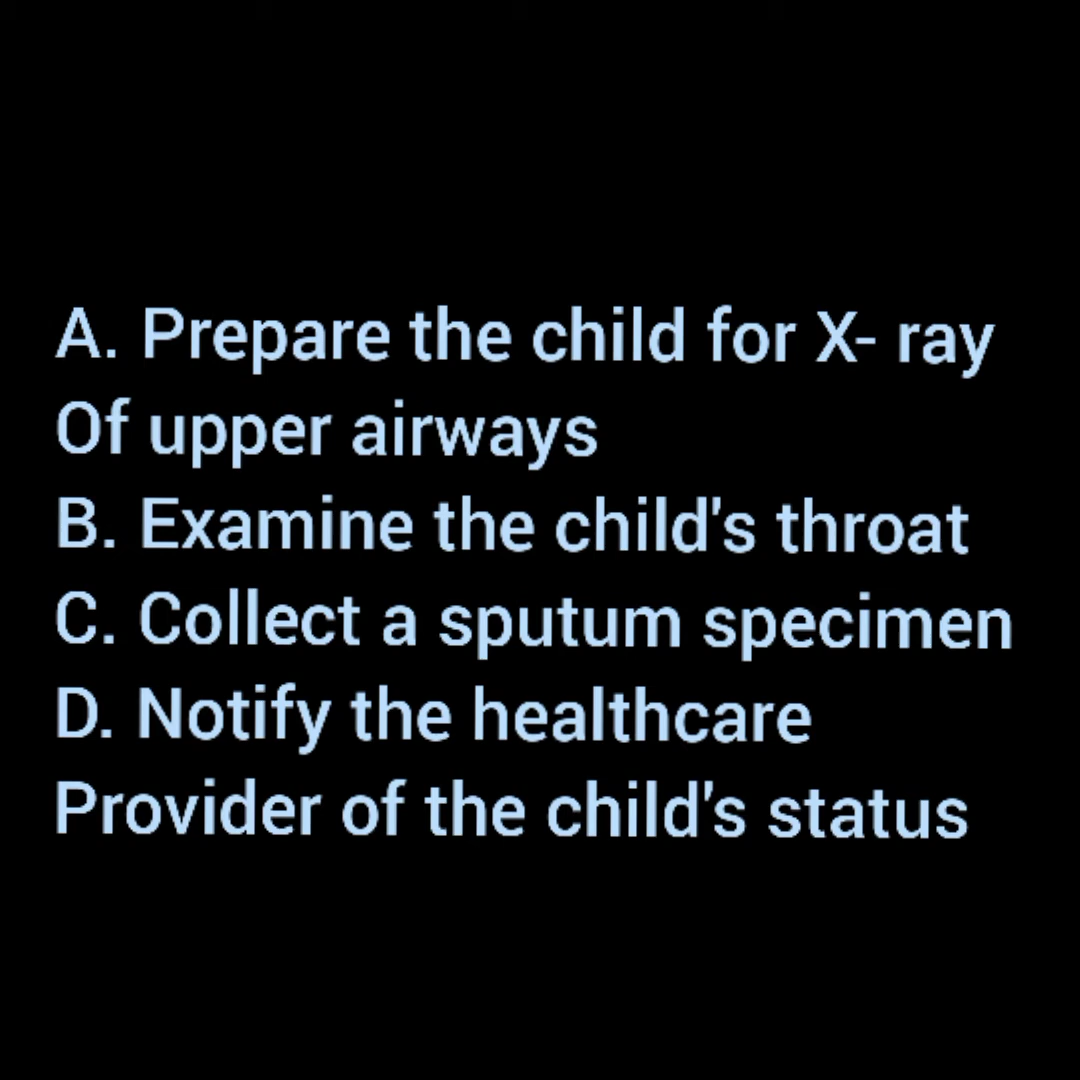 A. Prepare the child for X- ray
Of upper airways
B. Examine the child's throat
C. Collect a sputum specimen
D. Notify the healthcare
Provider of the child's status